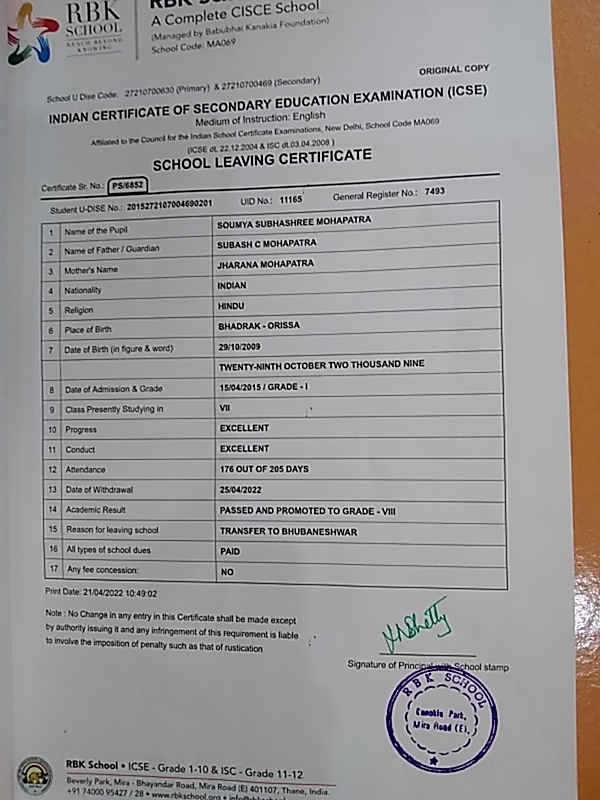 RBK
SCHOOL
REACH BEYOND
KNOWING
A Complete CISCE School
(Managed by Babubhai Kanakia Foundation)
School Code: MA069
ORIGINAL COPY
School U Dise Code: 27210700630 (Primary) & 27210700469 (Secondary)
INDIAN CERTIFICATE OF SECONDARY EDUCATION EXAMINATION (ICSE)
Medium of Instruction: English
Affiliated to the Council for the Indian School Certificate Examinations, New Delhi, School Code MA069
(ICSE dt. 22.12.2004 & ISC dt.03.04.2008 )
SCHOOL LEAVING CERTIFICATE
Certificate Sr. No.: PS/6852
Student U-DISE No.: 2015272107004690201 UID No.: 11165 General Register No.: 7493
1 Name of the Pupil SOUMYA SUBHASHREE MOHAPATRA
2 Name of Father / Guardian SUBASH C MOHAPATRA
3 Mother's Name JHARANA MOHAPATRA
4 Nationality INDIAN
5 Religion HINDU
6 Place of Birth BHADRAK - ORISSA
7 Date of Birth (in figure & word) 29/10/2009
TWENTY-NINTH OCTOBER TWO THOUSAND NINE
8 Date of Admission & Grade 15/04/2015 / GRADE - I
9 Class Presently Studying in VII
10 Progress EXCELLENT
11 Conduct EXCELLENT
12 Attendance 176 OUT OF 205 DAYS
13 Date of Withdrawal 25/04/2022
14 Academic Result PASSED AND PROMOTED TO GRADE - VIII
15 Reason for leaving school TRANSFER TO BHUBANESHWAR
16 All types of school dues PAID
17 Any fee concession: NO
Print Date: 21/04/2022 10:49:02
Note : No Change in any entry in this Certificate shall be made except
by authority issuing it and any infringement of this requirement is liable
to involve the imposition of penalty such as that of rustication
Signature of Principal with School stamp
RBK SCHOOL
Kanakia Park,
Mira Road (E).
RBK School • ICSE - Grade 1-10 & ISC - Grade 11-12
Beverly Park, Mira - Bhayandar Road, Mira Road (E) 401107, Thane, India.
+91 74000 95427 / 28 • www.rbkschool.org •